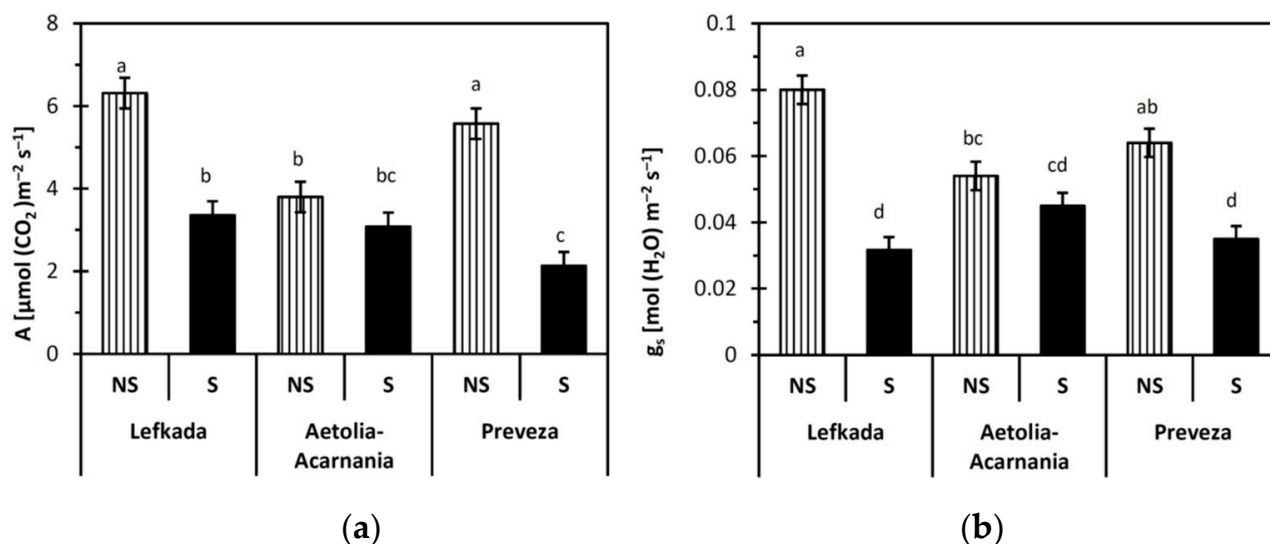 A [µmol (CO₂)m⁻² s⁻¹]
8
6
4
2
0
a
b
b
bc
a
c
NS
S
NS
S
NS
S
Lefkada
Aetolia-
Acarnania
Preveza
(a)
gₛ [mol (H₂O) m⁻² s⁻¹]
0.1
0.08
0.06
0.04
0.02
0
a
d
bc
cd
ab
d
NS
S
NS
S
NS
S
Lefkada
Aetolia-
Acarnania
Preveza
(b)